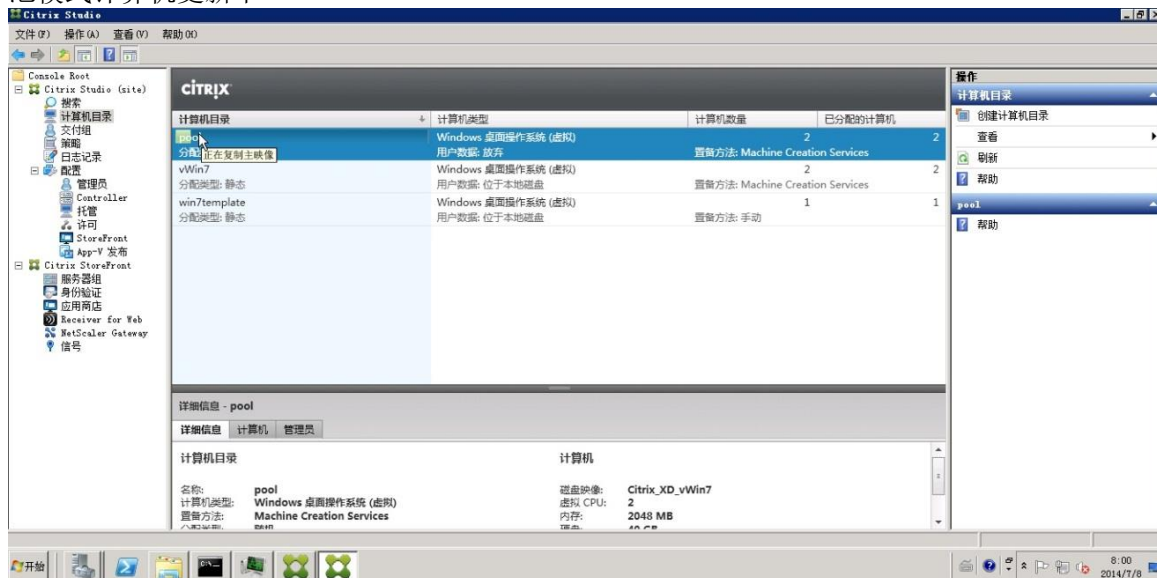 Citrix Studio
文件(F) 操作(A) 查看(V) 帮助(H)
Console Root
Citrix Studio (site)
搜索
计算机目录
交付组
策略
日志记录
配置
管理员
Controller
托管
许可
StoreFront
App-V 发布
Citrix StoreFront
服务器组
身份验证
应用商店
Receiver for Web
NetScaler Gateway
信号
CITRIX
计算机目录 计算机类型 计算机数量 已分配的计算机
pool Windows 桌面操作系统 (虚拟) 2 2
用户数据: 放弃 置备方法: Machine Creation Services
正在复制主映像
vWin7 Windows 桌面操作系统 (虚拟) 2 2
分配类型: 静态 用户数据: 位于本地磁盘 置备方法: Machine Creation Services
win7template Windows 桌面操作系统 (虚拟) 1 1
分配类型: 静态 用户数据: 位于本地磁盘 置备方法: 手动
详细信息 - pool
详细信息 计算机 管理员
计算机目录 计算机
名称: pool 磁盘映像: Citrix_XD_vWin7
计算机类型: Windows 桌面操作系统 (虚拟) 虚拟 CPU: 2
置备方法: Machine Creation Services 内存: 2048 MB
操作
计算机目录
创建计算机目录
查看
刷新
帮助
pool
帮助
开始
8:00
2014/7/8